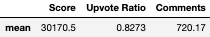 Score Upvote Ratio Comments
mean 30170.5 0.8273 720.17